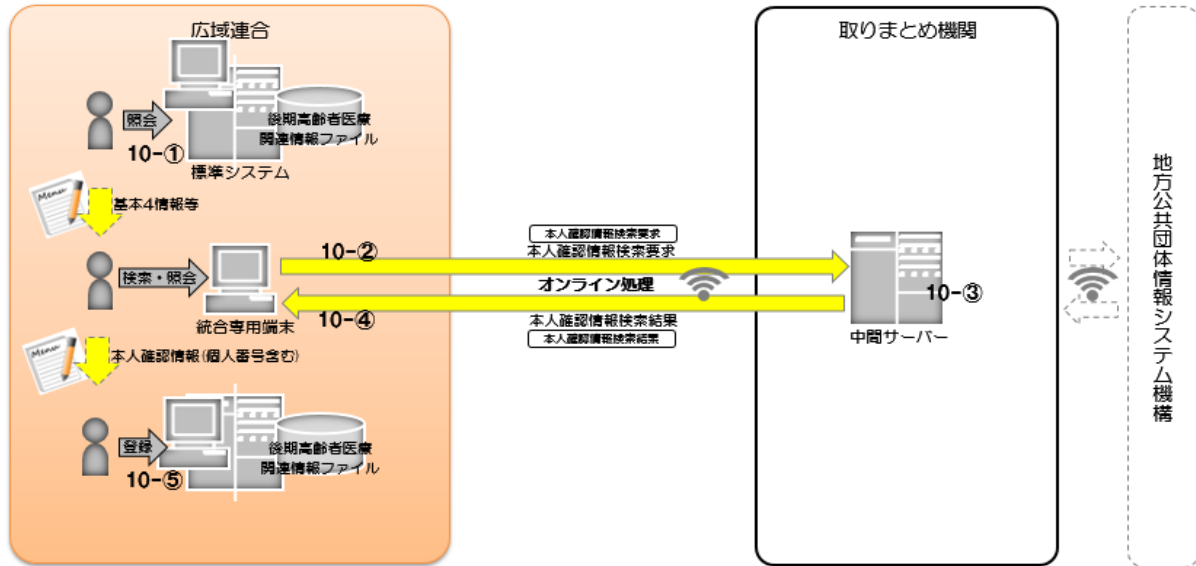 広域連合
取りまとめ機関
照会
10-①
後期高齢者医療
関連情報ファイル
標準システム
Menu
基本4情報等
検索・照会
統合専用端末
10-②
本人確認情報検索要求
本人確認情報検索要求
オンライン処理
10-④
本人確認情報検索結果
本人確認情報検索結果
10-③
中間サーバー
地方公共団体情報システム機構
Menu
本人確認情報(個人番号含む)
登録
10-⑤
後期高齢者医療
関連情報ファイル